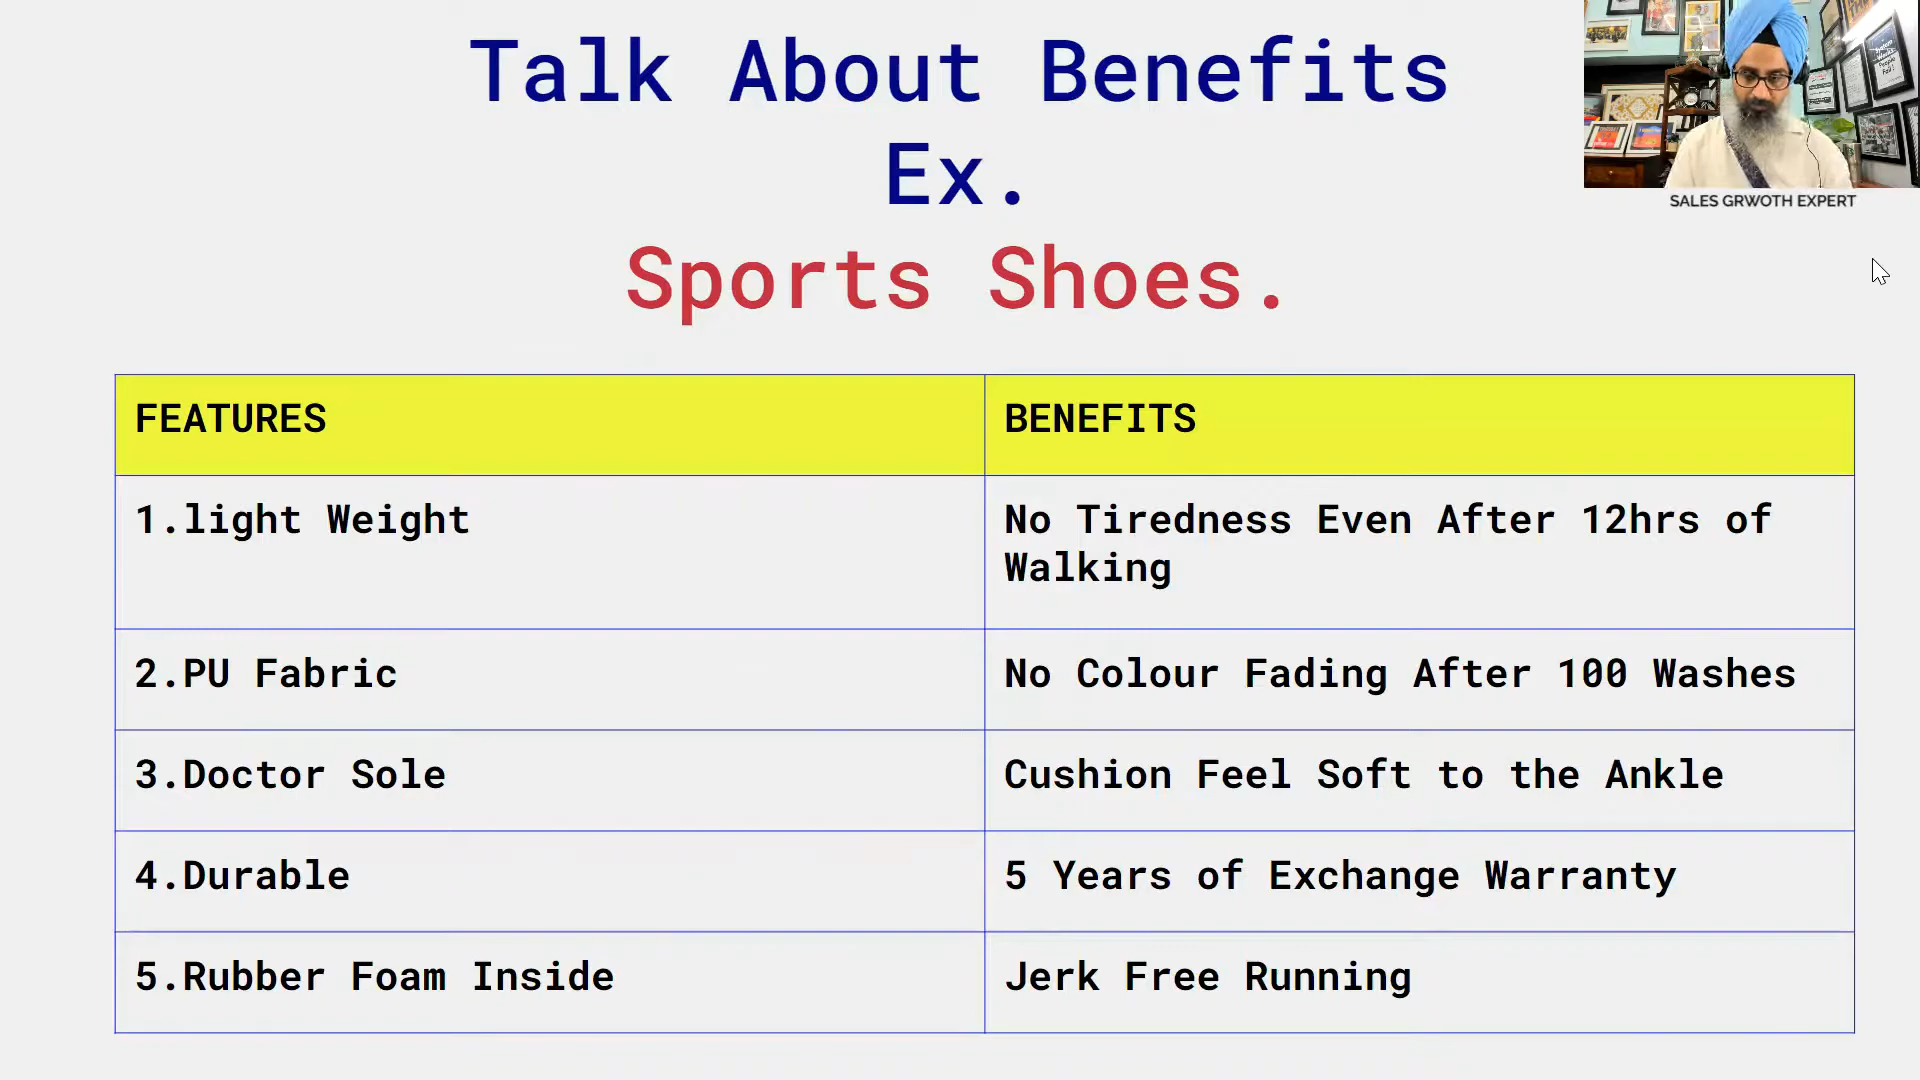 Talk About Benefits
Ex.
Sports Shoes.
SALES GRWOTH EXPERT
FEATURES
BENEFITS
1.light Weight
No Tiredness Even After 12hrs of
Walking
2.PU Fabric
No Colour Fading After 100 Washes
3.Doctor Sole
Cushion Feel Soft to the Ankle
4.Durable
5 Years of Exchange Warranty
5.Rubber Foam Inside
Jerk Free Running